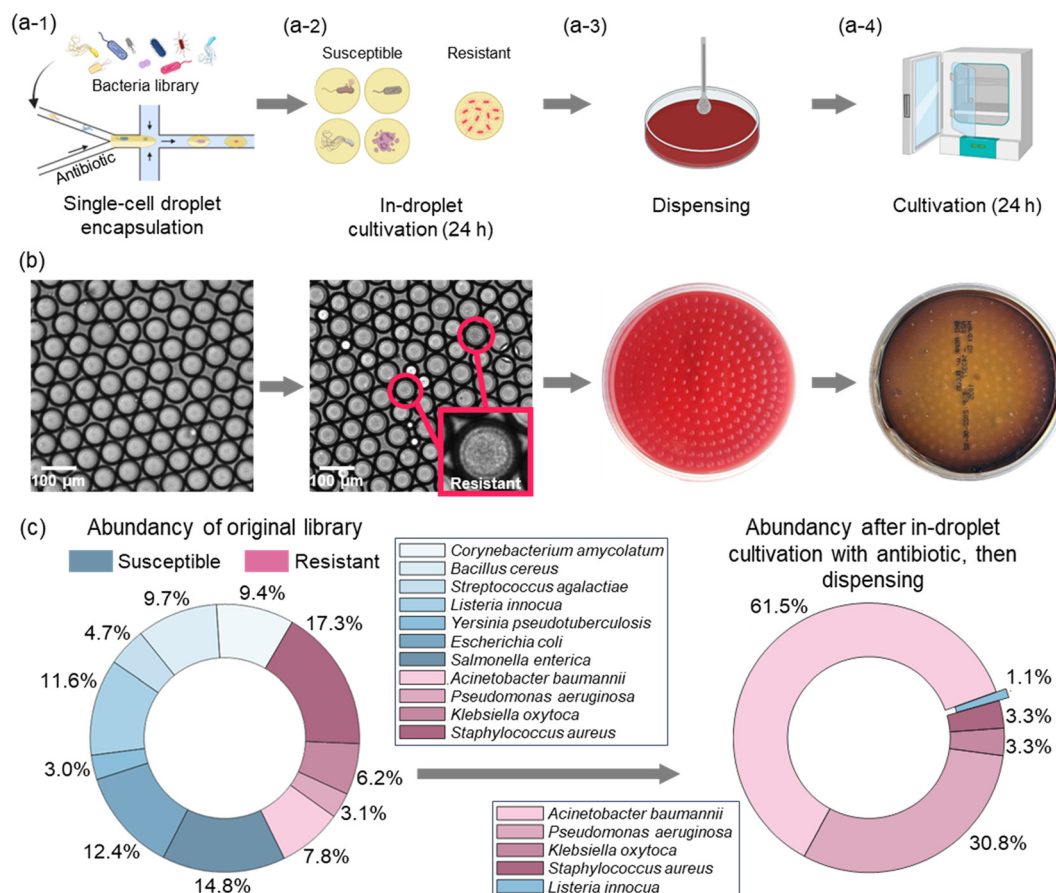 (a-1)
(a-2)
(a-3)
(a-4)
Bacteria library
Antibiotic
Single-cell droplet
encapsulation
Susceptible
Resistant
In-droplet
cultivation (24 h)
Dispensing
Cultivation (24 h)
(b)
100 μm
100 μm
Resistant
(c)
Abundancy of original library
Susceptible
Resistant
9.7%
9.4%
17.3%
4.7%
11.6%
3.0%
12.4%
14.8%
7.8%
3.1%
6.2%
Corynebacterium amycolatum
Bacillus cereus
Streptococcus agalactiae
Listeria innocua
Yersinia pseudotuberculosis
Escherichia coli
Salmonella enterica
Acinetobacter baumannii
Pseudomonas aeruginosa
Klebsiella oxytoca
Staphylococcus aureus
Abundancy after in-droplet
cultivation with antibiotic, then
dispensing
61.5%
1.1%
3.3%
3.3%
30.8%
Acinetobacter baumannii
Pseudomonas aeruginosa
Klebsiella oxytoca
Staphylococcus aureus
Listeria innocua